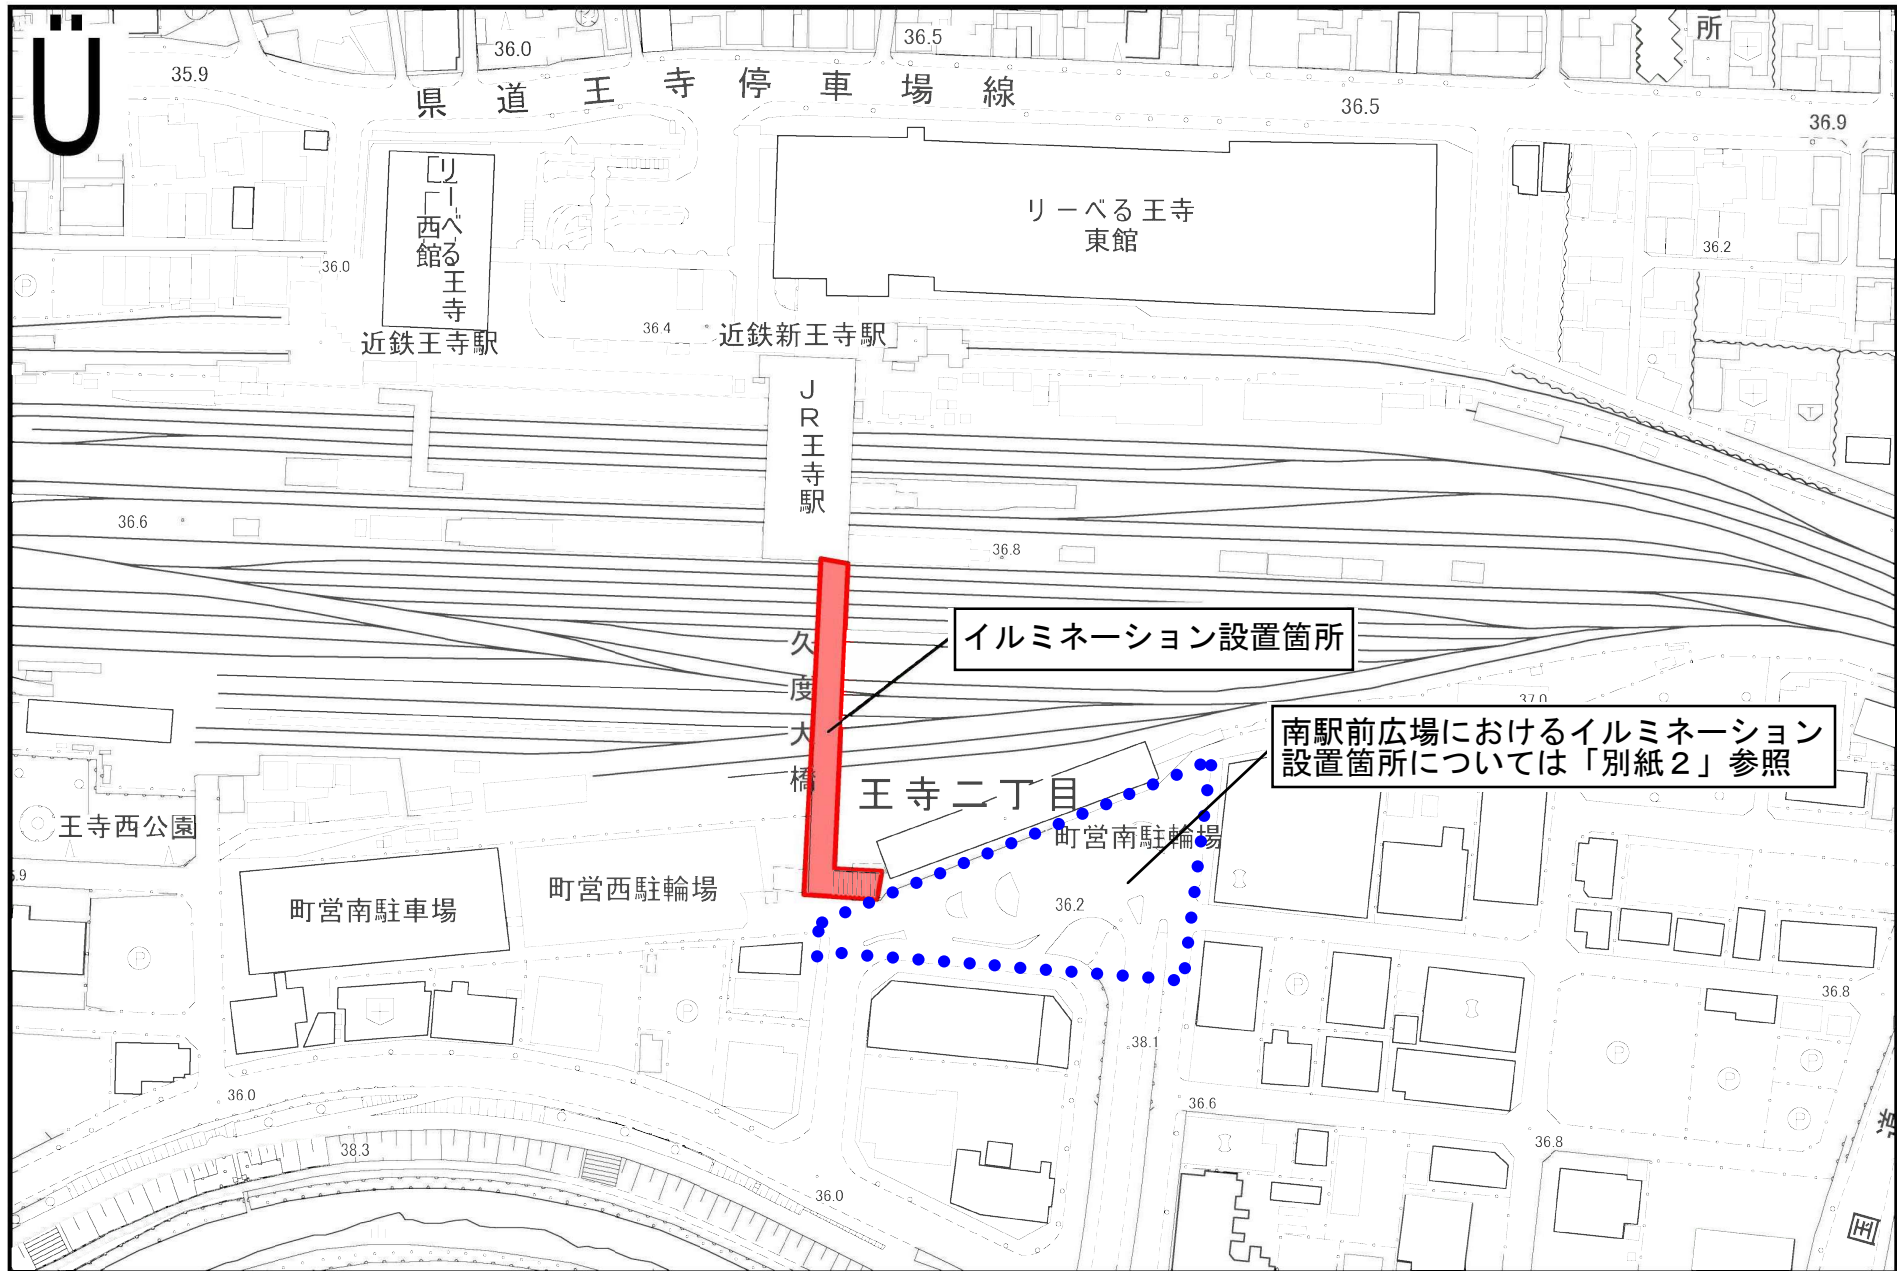 Ü
所
36.0
36.5
35.9
県道王寺停車場線
36.5
36.9
リーベる王寺
西館
リーベる王寺
東館
36.2
36.0
36.4
近鉄王寺駅
近鉄新王寺駅
JR王寺駅
36.6
36.8
久度大橋
イルミネーション設置箇所
37.0
南駅前広場におけるイルミネーション
設置箇所については「別紙2」参照
王寺二丁目
王寺西公園
町営南駐輪場
町営西駐輪場
町営南駐車場
36.2
36.8
38.1
36.0
36.6
38.3
36.8
36.0
国